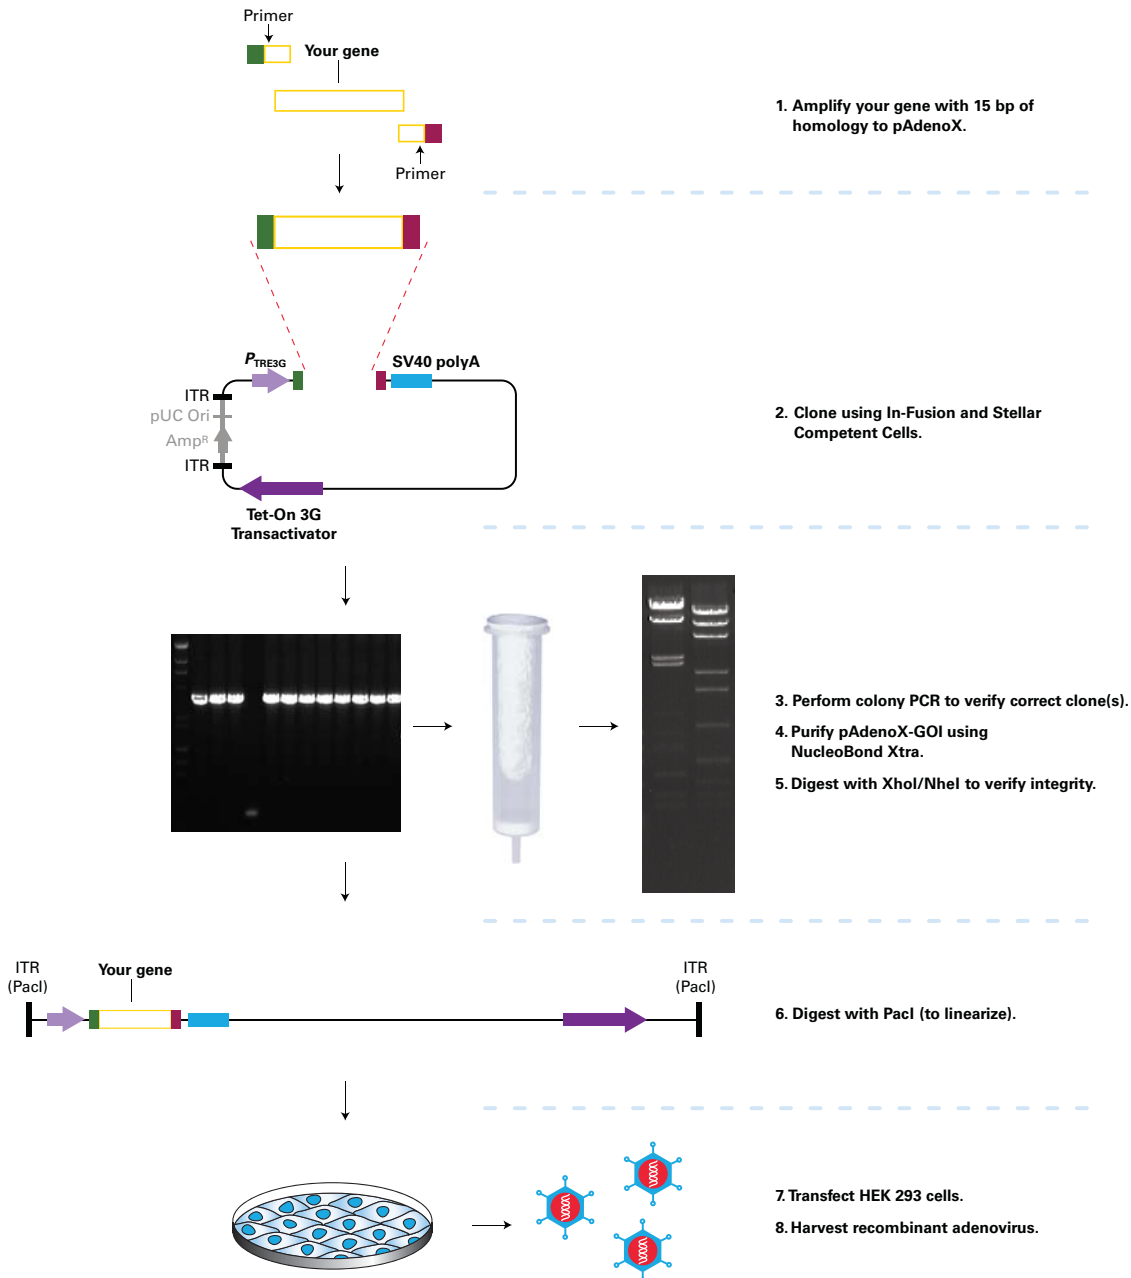 Primer
Your gene
Primer
1. Amplify your gene with 15 bp of
homology to pAdenoX.
PTRE3G
SV40 polyA
ITR
pUC Ori
AmpR
ITR
Tet-On 3G
Transactivator
2. Clone using In-Fusion and Stellar
Competent Cells.
3. Perform colony PCR to verify correct clone(s).
4. Purify pAdenoX-GOI using
NucleoBond Xtra.
5. Digest with XhoI/NheI to verify integrity.
ITR
(PacI)
Your gene
ITR
(PacI)
6. Digest with PacI (to linearize).
7. Transfect HEK 293 cells.
8. Harvest recombinant adenovirus.